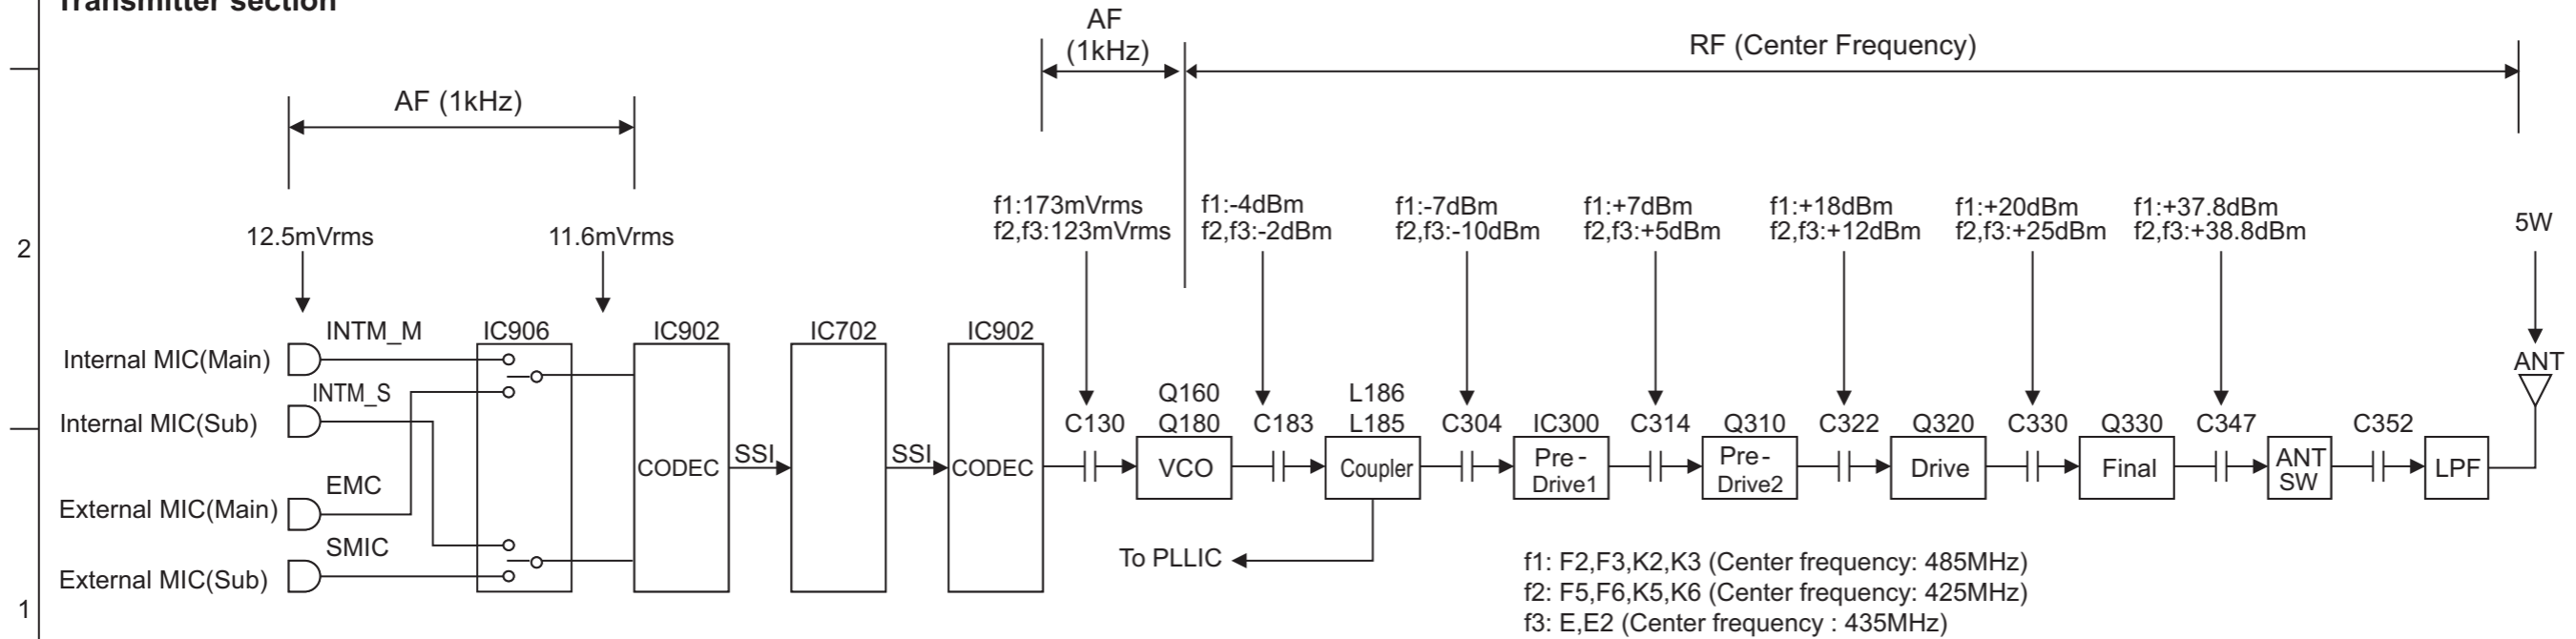 Transmitter section
AF
(1kHz)
RF (Center Frequency)
AF (1kHz)
f1:173mVrms
f2,f3:123mVrms
f1:-4dBm
f2,f3:-2dBm
f1:-7dBm
f2,f3:-10dBm
f1:+7dBm
f2,f3:+5dBm
f1:+18dBm
f2,f3:+12dBm
f1:+20dBm
f2,f3:+25dBm
f1:+37.8dBm
f2,f3:+38.8dBm
5W
2
12.5mVrms
11.6mVrms
INTM_M
IC906
IC902
IC702
IC902
Internal MIC(Main)
INTM_S
Internal MIC(Sub)
EMC
External MIC(Main)
SMIC
External MIC(Sub)
CODEC
SSI
SSI
CODEC
C130
Q160
Q180
VCO
C183
L186
L185
Coupler
C304
IC300
Pre-
Drive1
C314
Q310
Pre-
Drive2
C322
Q320
Drive
C330
Q330
Final
C347
ANT
SW
C352
LPF
ANT
To PLLIC
1
f1: F2,F3,K2,K3 (Center frequency: 485MHz)
f2: F5,F6,K5,K6 (Center frequency: 425MHz)
f3: E,E2 (Center frequency : 435MHz)